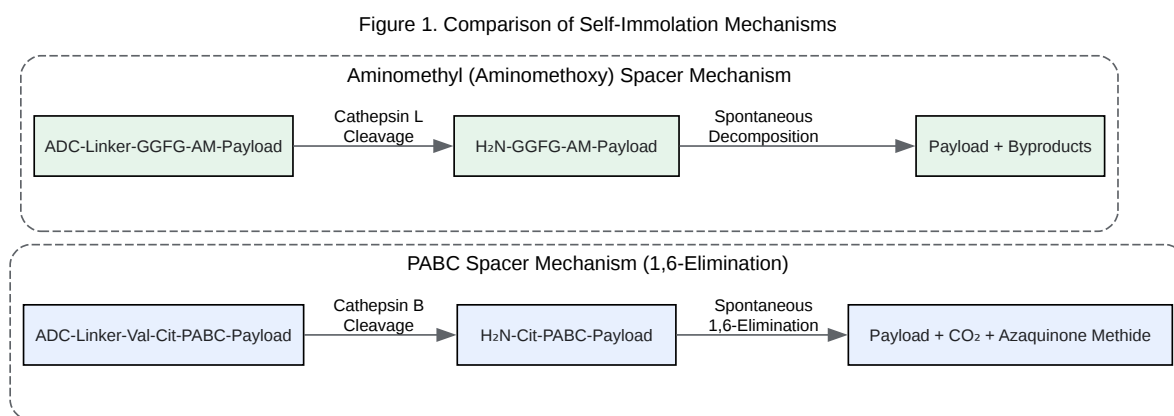 Figure 1. Comparison of Self-Immolation Mechanisms
Aminomethyl (Aminomethoxy) Spacer Mechanism
Cathepsin L
Cleavage
Spontaneous
Decomposition
ADC-Linker-GGFG-AM-Payload
H₂N-GGFG-AM-Payload
Payload + Byproducts
PABC Spacer Mechanism (1,6-Elimination)
Cathepsin B
Cleavage
Spontaneous
1,6-Elimination
ADC-Linker-Val-Cit-PABC-Payload
H₂N-Cit-PABC-Payload
Payload + CO₂ + Azaquinone Methide